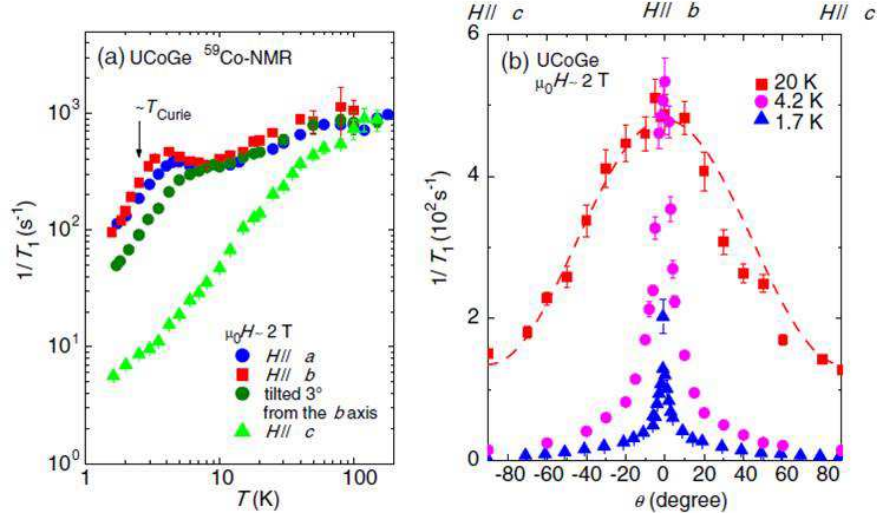 H// c H// b H// c
(a) UCoGe ⁵⁹Co-NMR
~T_Curie
μ₀H~ 2 T
H// a
H// b
tilted 3°
from the b axis
H// c
10³
10²
10¹
10⁰
1/T₁ (s⁻¹)
1 10 100
T (K)
(b) UCoGe
μ₀H~ 2 T
20 K
4.2 K
1.7 K
6
4
2
0
1/T₁ (10² s⁻¹)
-80 -60 -40 -20 0 20 40 60 80
θ (degree)